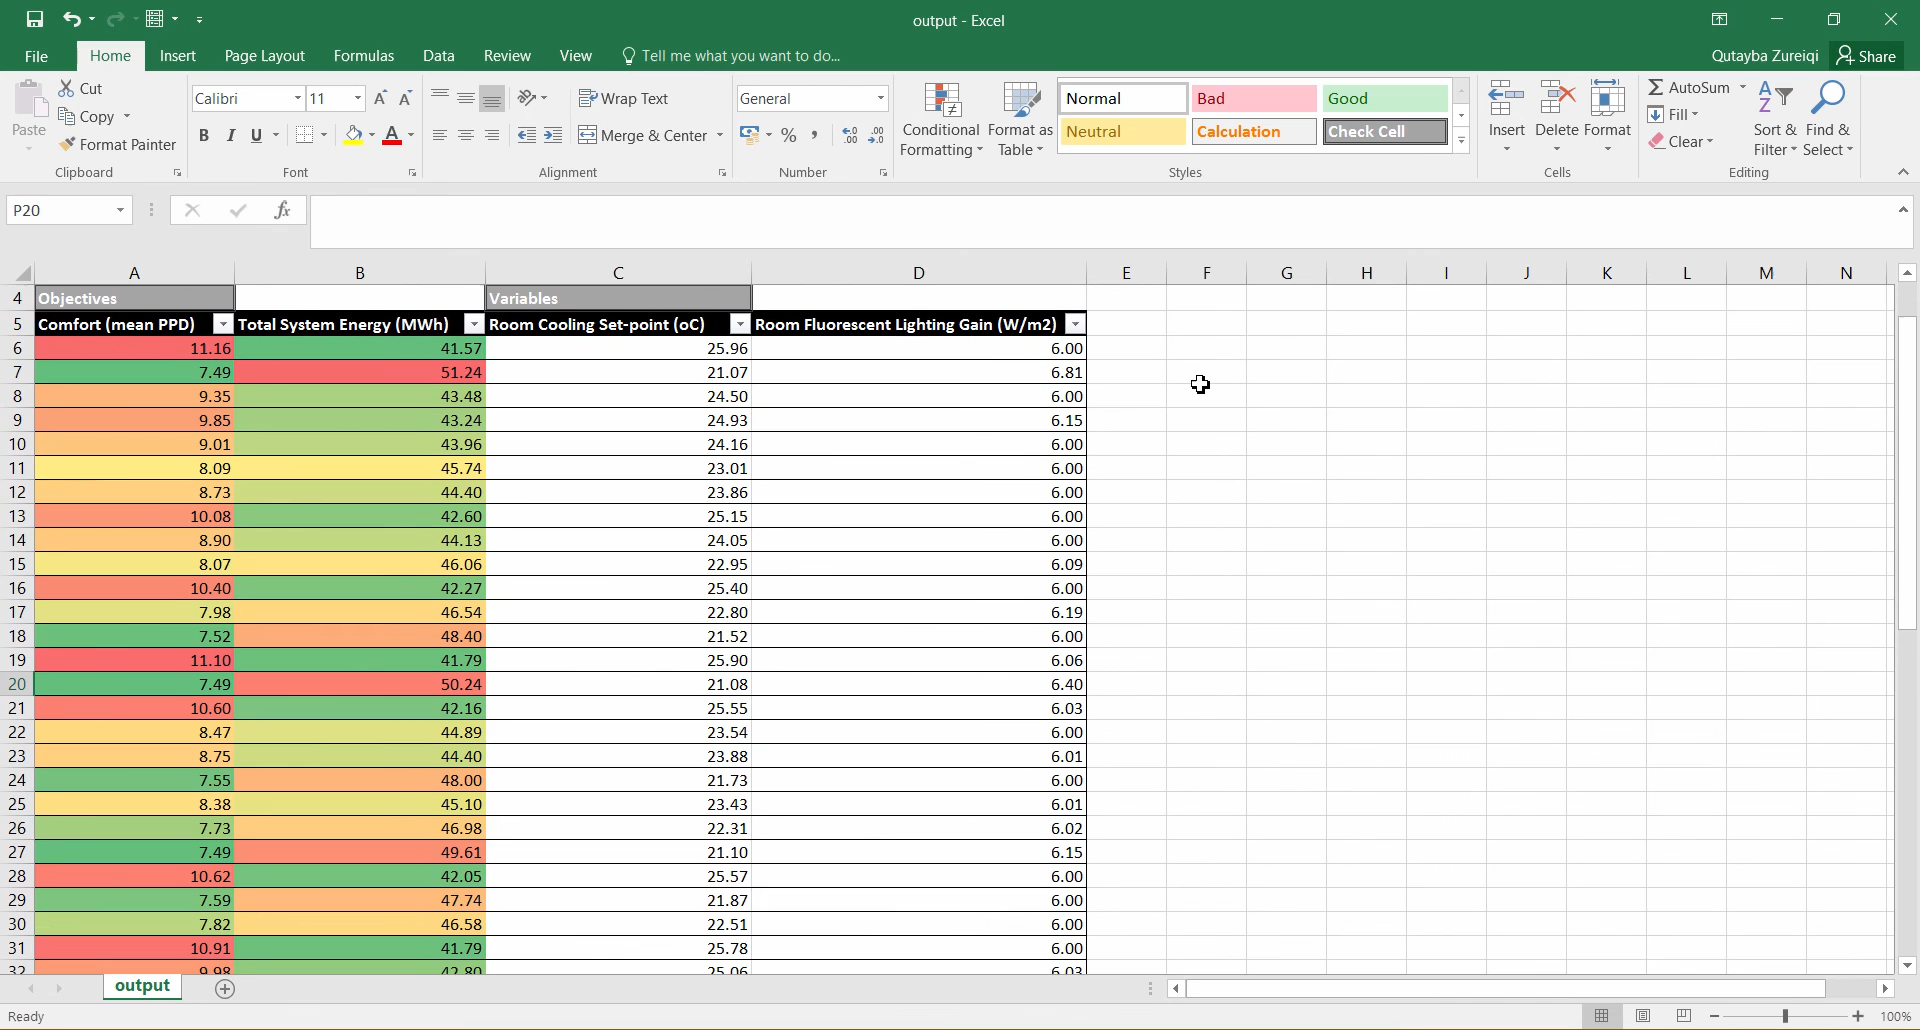 output - Excel
File Home Insert Page Layout Formulas Data Review View Tell me what you want to do... Qutayba Zureiqi Share
Paste
Cut
Copy
Format Painter
Clipboard
Calibri 11
B I U
Font
Wrap Text
Merge & Center
Alignment
General
%
Number
Conditional Formatting
Format as Table
Normal Bad Good
Neutral Calculation Check Cell
Styles
Insert Delete Format
Cells
AutoSum
Fill
Clear
Sort & Filter
Find & Select
Editing
P20 fx
A B C D E F G H I J K L M N
4 Objectives Variables
5 Comfort (mean PPD) Total System Energy (MWh) Room Cooling Set-point (oC) Room Fluorescent Lighting Gain (W/m2)
6 11.16 41.57 25.96 6.00
7 7.49 51.24 21.07 6.81
8 9.35 43.48 24.50 6.00
9 9.85 43.24 24.93 6.15
10 9.01 43.96 24.16 6.00
11 8.09 45.74 23.01 6.00
12 8.73 44.40 23.86 6.00
13 10.08 42.60 25.15 6.00
14 8.90 44.13 24.05 6.00
15 8.07 46.06 22.95 6.09
16 10.40 42.27 25.40 6.00
17 7.98 46.54 22.80 6.19
18 7.52 48.40 21.52 6.00
19 11.10 41.79 25.90 6.06
20 7.49 50.24 21.08 6.40
21 10.60 42.16 25.55 6.03
22 8.47 44.89 23.54 6.00
23 8.75 44.40 23.88 6.01
24 7.55 48.00 21.73 6.00
25 8.38 45.10 23.43 6.01
26 7.73 46.98 22.31 6.02
27 7.49 49.61 21.10 6.15
28 10.62 42.05 25.57 6.00
29 7.59 47.74 21.87 6.00
30 7.82 46.58 22.51 6.00
31 10.91 41.79 25.78 6.00
32 9.98 42.80 25.06 6.03
output
Ready 100%